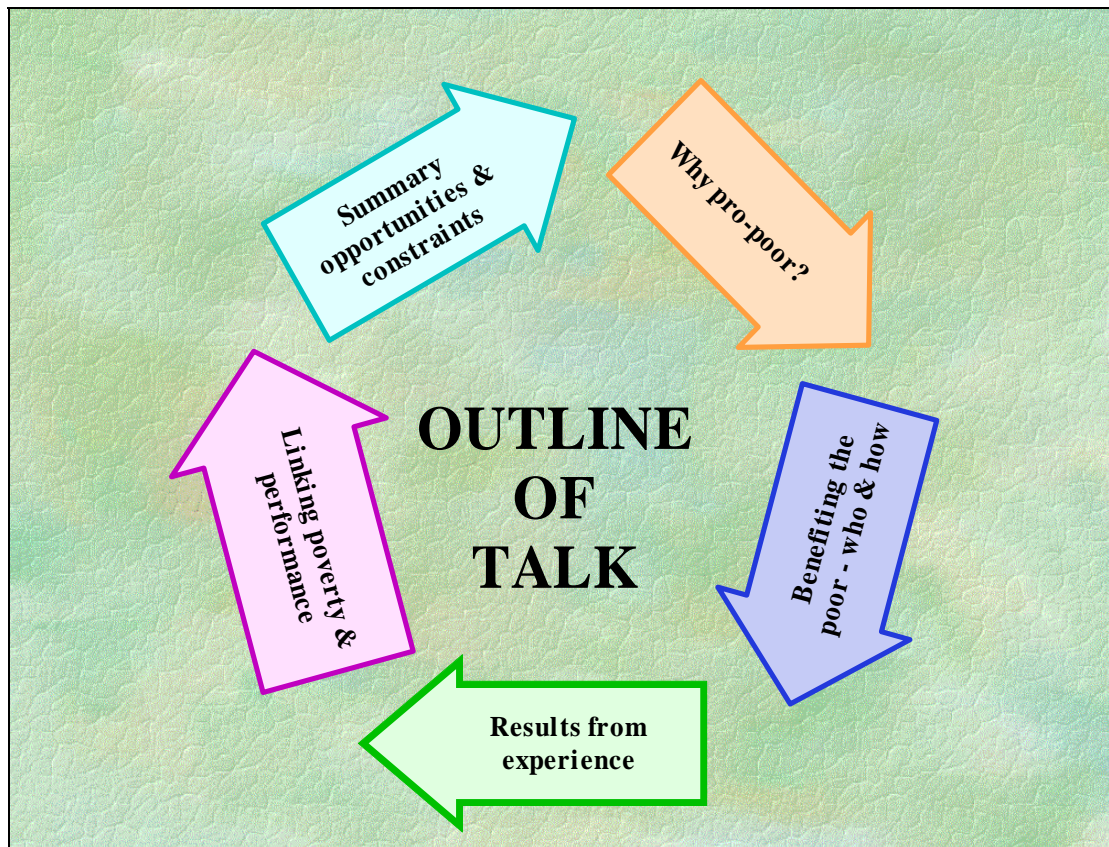 OUTLINE
OF
TALK
Why pro-poor?
Benefiting the
poor - who & how
Results from
experience
Linking poverty &
performance
Summary
opportunities &
constraints